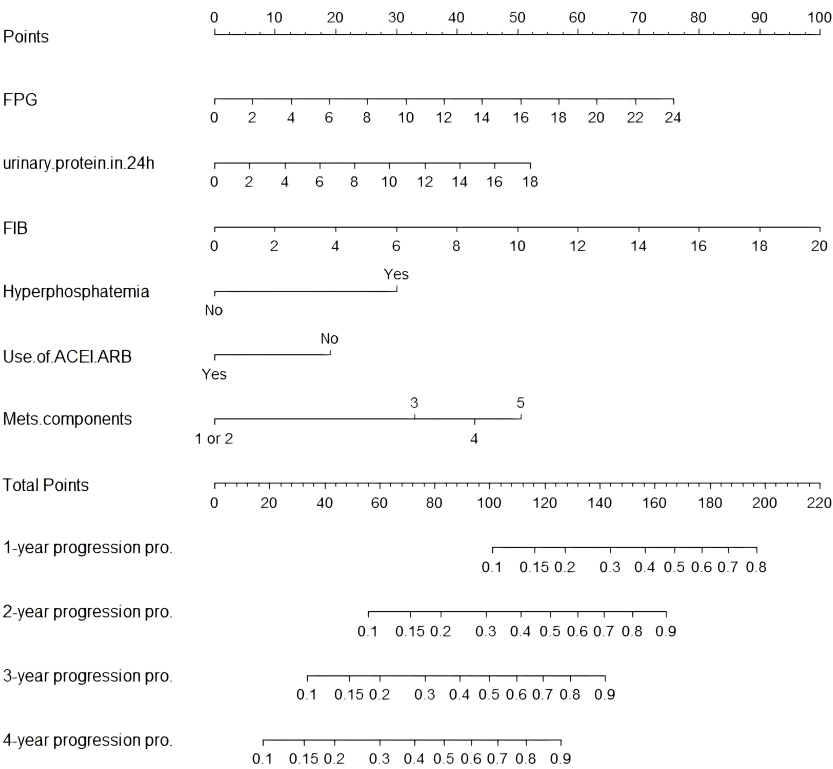 0 10 20 30 40 50 60 70 80 90 100
Points
FPG
0 2 4 6 8 10 12 14 16 18 20 22 24
urinary.protein.in.24h
0 2 4 6 8 10 12 14 16 18
FIB
0 2 4 6 8 10 12 14 16 18 20
Yes
Hyperphosphatemia
No
No
Use.of.ACEI.ARB
Yes
3 5
Mets.components
1 or 2 4
Total Points
0 20 40 60 80 100 120 140 160 180 200 220
1-year progression pro.
0.1 0.15 0.2 0.3 0.4 0.5 0.6 0.7 0.8
2-year progression pro.
0.1 0.15 0.2 0.3 0.4 0.5 0.6 0.7 0.8 0.9
3-year progression pro.
0.1 0.15 0.2 0.3 0.4 0.5 0.6 0.7 0.8 0.9
4-year progression pro.
0.1 0.15 0.2 0.3 0.4 0.5 0.6 0.7 0.8 0.9